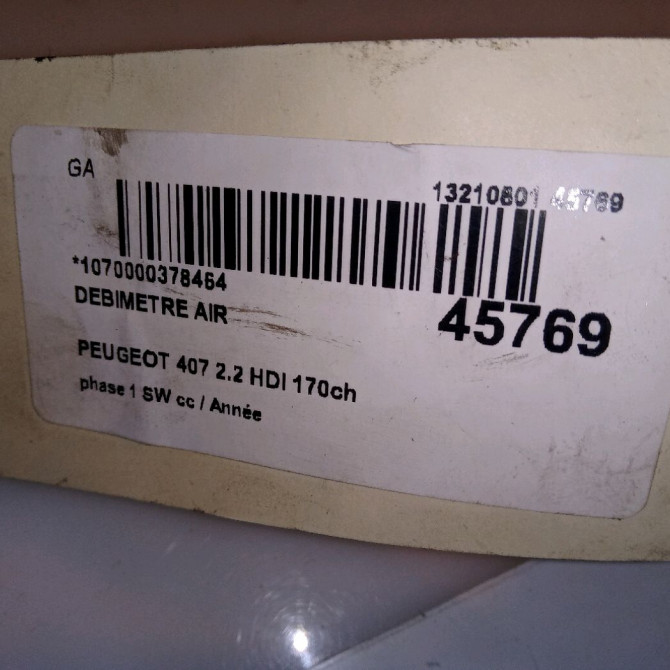 GA
13210801 45769
*1070000378464
DEBIMETRE AIR
45769
PEUGEOT 407 2.2 HDI 170ch
phase 1 SW cc / Année